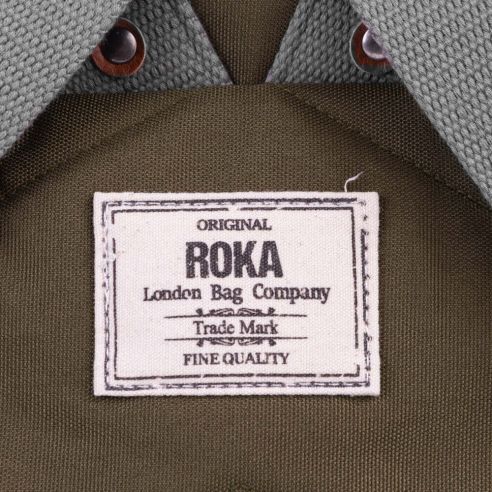 ORIGINAL
ROKA
London Bag Company
Trade Mark
FINE QUALITY